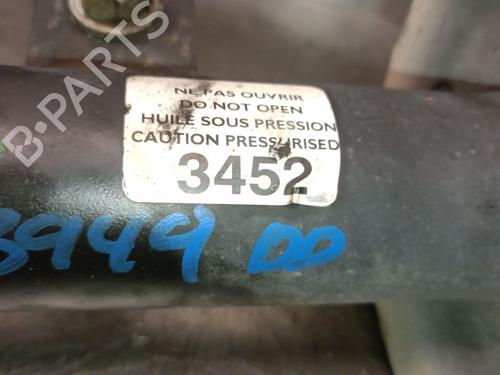 NE PAS OUVRIR
DO NOT OPEN
HUILE SOUS PRESSION
CAUTION PRESSURISED
3452
3949 DD
B-Parts